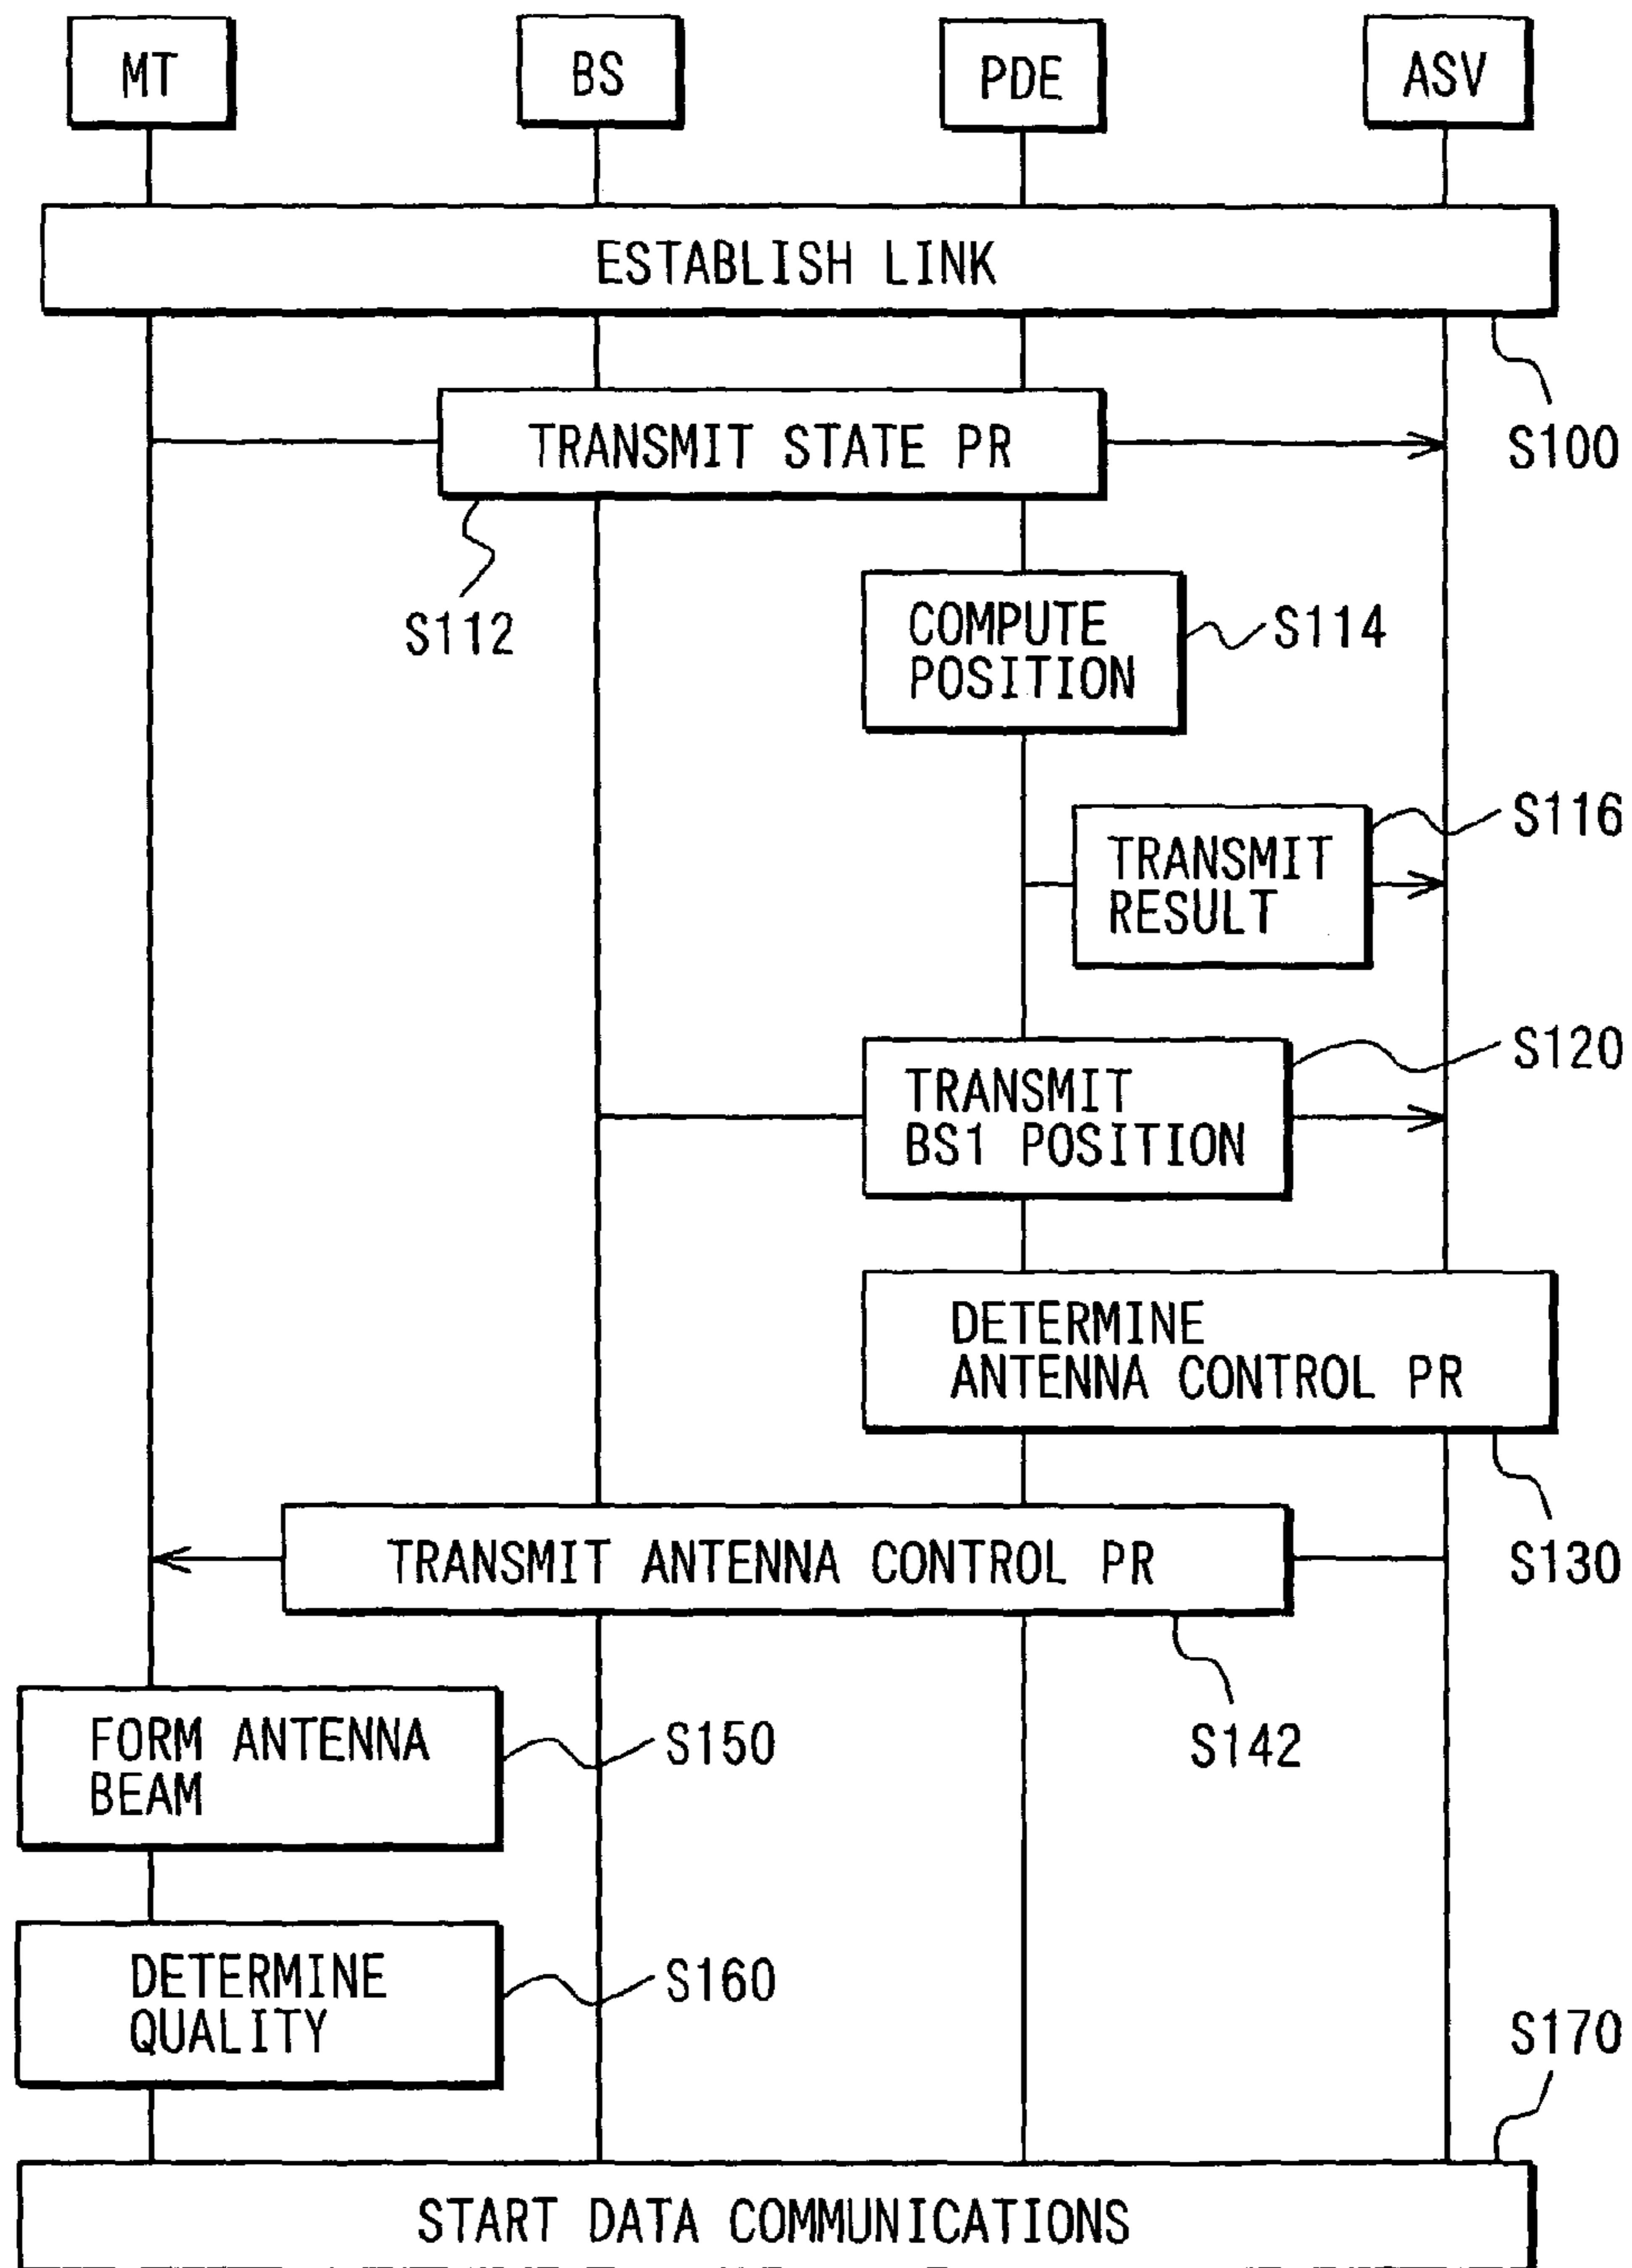 MT
BS
PDE
ASV
ESTABLISH LINK
S100
TRANSMIT STATE PR
S112
COMPUTE
POSITION
S114
S116
TRANSMIT
RESULT
S120
TRANSMIT
BS1 POSITION
DETERMINE
ANTENNA CONTROL PR
S130
TRANSMIT ANTENNA CONTROL PR
S142
FORM ANTENNA
BEAM
S150
DETERMINE
QUALITY
S160
S170
START DATA COMMUNICATIONS